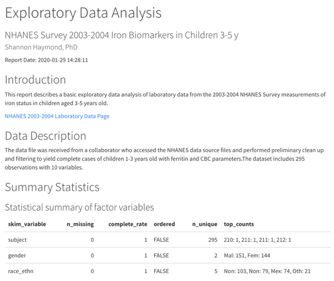 Exploratory Data Analysis
NHANES Survey 2003-2004 Iron Biomarkers in Children 3-5 y
Shannon Haymond, PhD
Report Date: 2020-01-29 14:28:11
Introduction
This report describes a basic exploratory data analysis of laboratory data from the 2003-2004 NHANES Survey measurements of
iron status in children aged 3-5 years old.
NHANES 2003-2004 Laboratory Data Page
Data Description
The data file was received from a collaborator who accessed the NHANES data source files and performed preliminary clean up
and filtering to yield complete cases of children 1-3 years old with ferritin and CBC parameters.The dataset includes 295
observations with 10 variables.
Summary Statistics
Statistical summary of factor variables
skim_variable n_missing complete_rate ordered n_unique top_counts
subject 0 1 FALSE 295 210: 1, 211: 1, 211: 1, 212: 1
gender 0 1 FALSE 2 Mal: 151, Fem: 144
race_ethn 0 1 FALSE 5 Non: 103, Non: 79, Mex: 74, Oth: 21